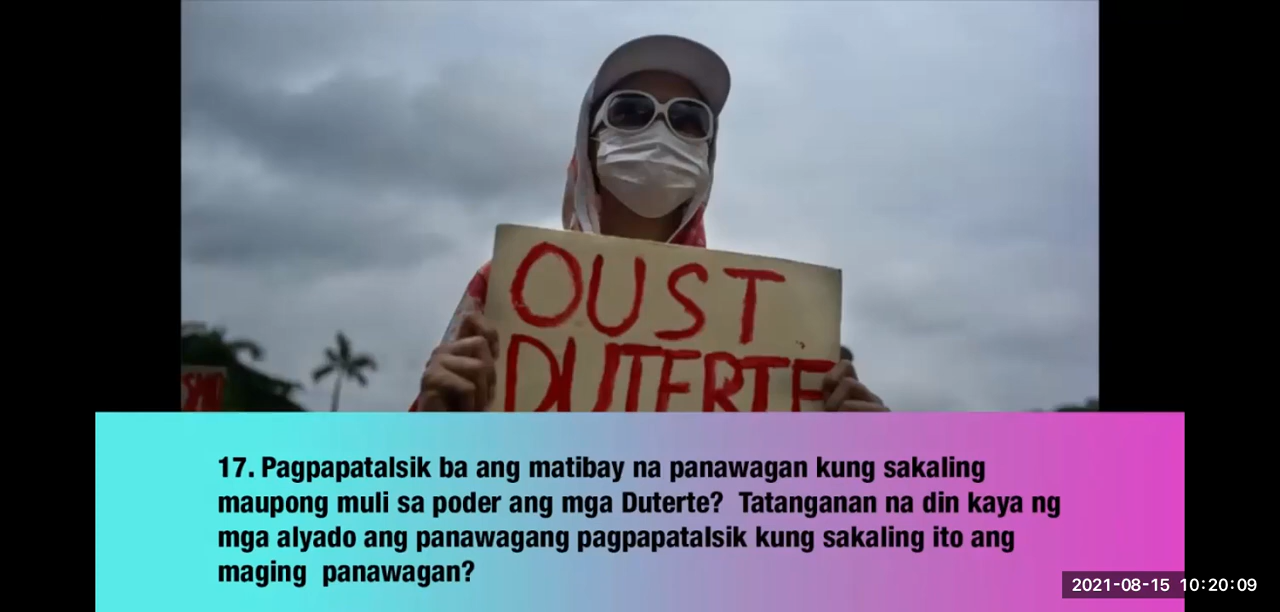 OUST
DUTERTE
17. Pagpapatalsik ba ang matibay na panawagan kung sakaling
maupong muli sa poder ang mga Duterte?  Tatanganan na din kaya ng
mga alyado ang panawagang pagpapatalsik kung sakaling ito ang
maging  panawagan?
2021-08-15  10:20:09